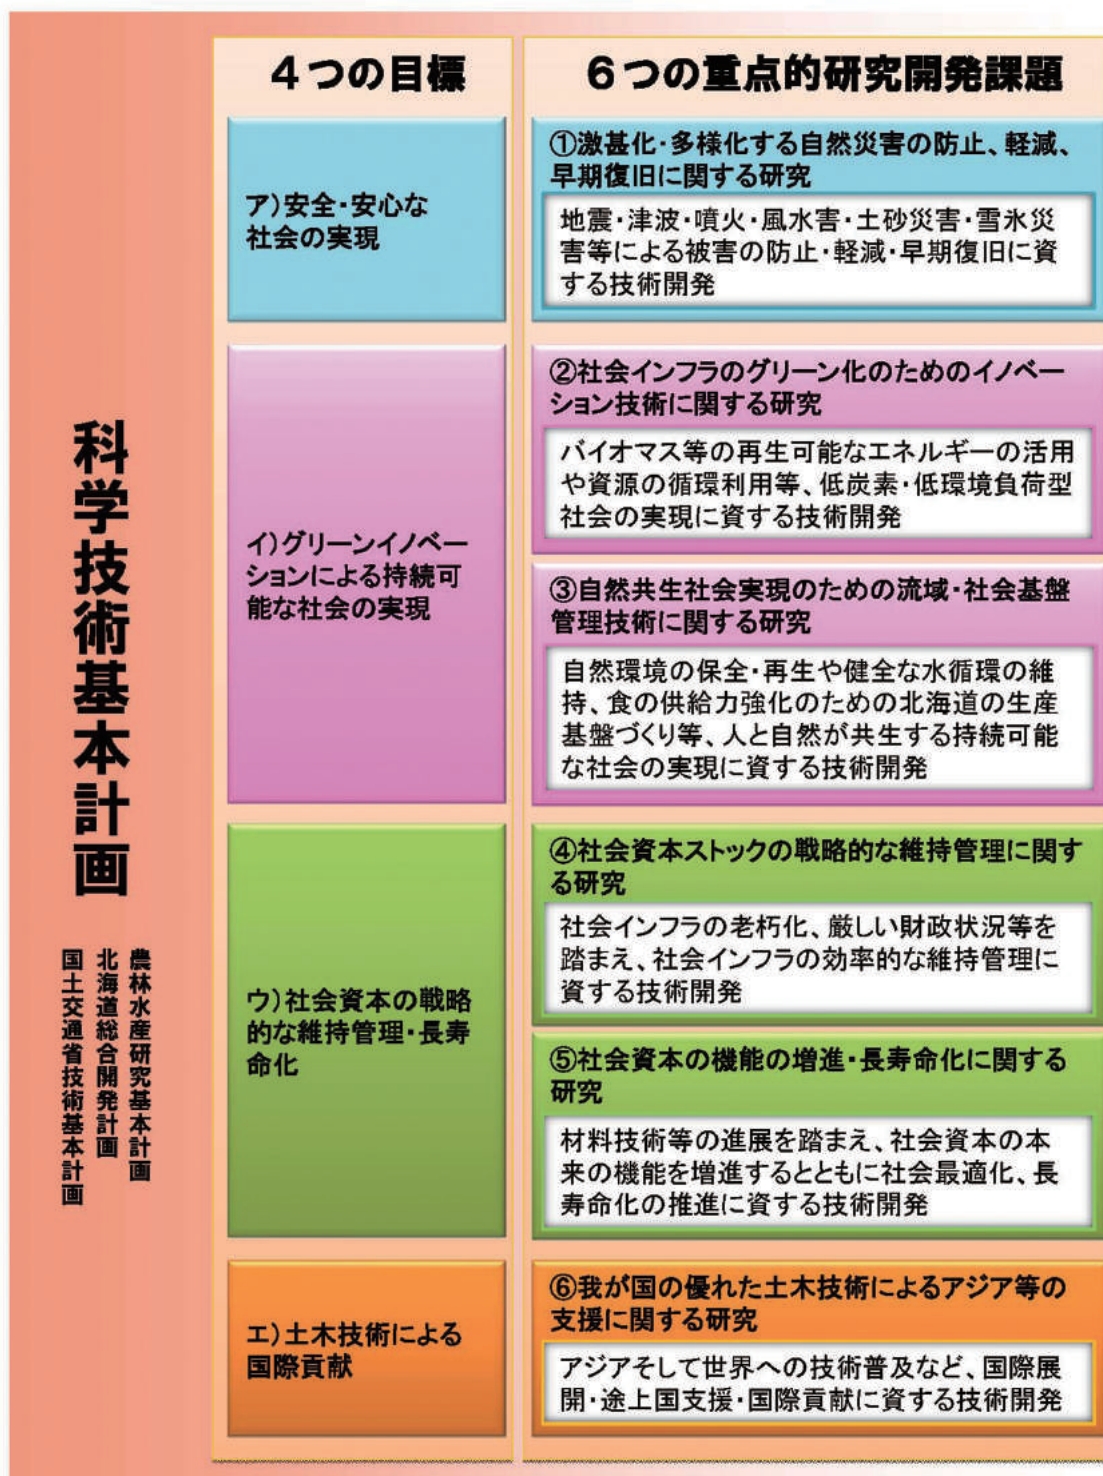 科学技術基本計画
農林水産研究基本計画
北海道総合開発計画
国土交通省技術基本計画
4つの目標
6つの重点的研究開発課題
ア)安全・安心な
社会の実現
①激甚化・多様化する自然災害の防止、軽減、
早期復旧に関する研究
地震・津波・噴火・風水害・土砂災害・雪氷災
害等による被害の防止・軽減・早期復旧に資
する技術開発
イ)グリーンイノベー
ションによる持続可
能な社会の実現
②社会インフラのグリーン化のためのイノベー
ション技術に関する研究
バイオマス等の再生可能なエネルギーの活用
や資源の循環利用等、低炭素・低環境負荷型
社会の実現に資する技術開発
③自然共生社会実現のための流域・社会基盤
管理技術に関する研究
自然環境の保全・再生や健全な水循環の維
持、食の供給力強化のための北海道の生産
基盤づくり等、人と自然が共生する持続可能
な社会の実現に資する技術開発
ウ)社会資本の戦略
的な維持管理・長寿
命化
④社会資本ストックの戦略的な維持管理に関す
る研究
社会インフラの老朽化、厳しい財政状況等を
踏まえ、社会インフラの効率的な維持管理に
資する技術開発
⑤社会資本の機能の増進・長寿命化に関する
研究
材料技術等の進展を踏まえ、社会資本の本
来の機能を増進するとともに社会最適化、長
寿命化の推進に資する技術開発
エ)土木技術による
国際貢献
⑥我が国の優れた土木技術によるアジア等の
支援に関する研究
アジアそして世界への技術普及など、国際展
開・途上国支援・国際貢献に資する技術開発